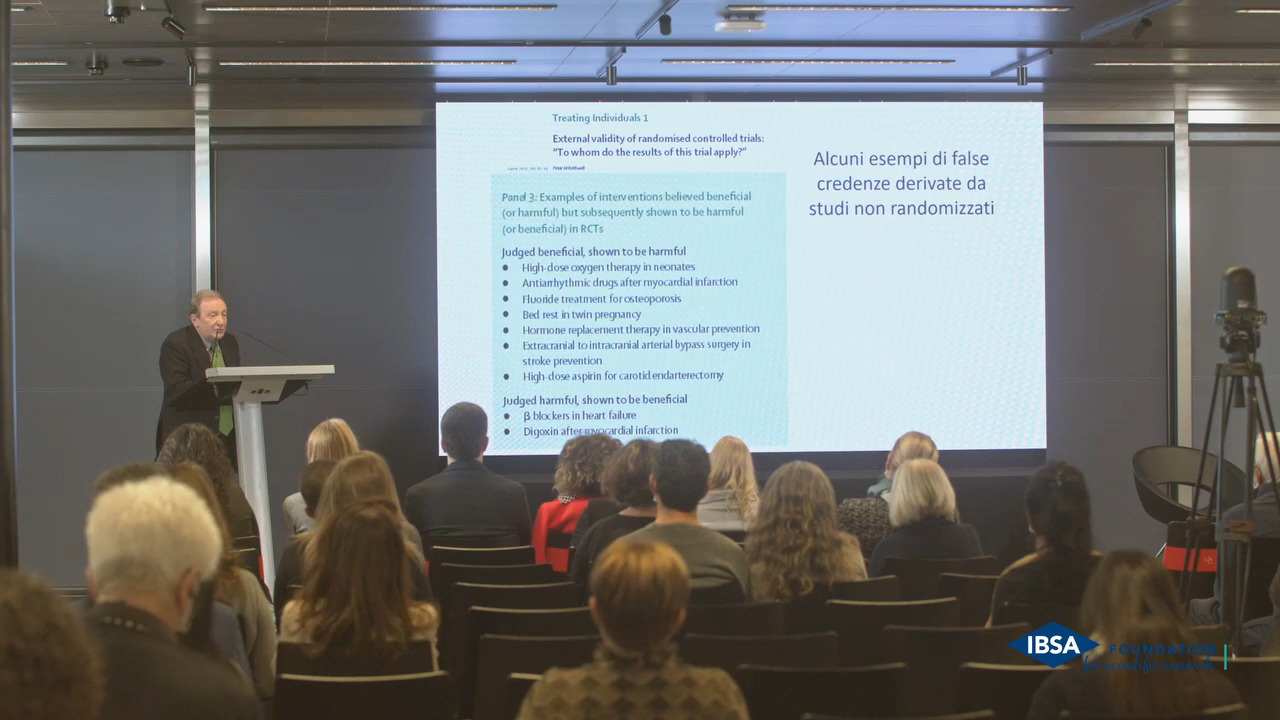 Treating Individuals 1
External validity of randomised controlled trials:
“To whom do the results of this trial apply?”
Panel 3: Examples of interventions believed beneficial
(or harmful) but subsequently shown to be harmful
(or beneficial) in RCTs
Judged beneficial, shown to be harmful
● High-dose oxygen therapy in neonates
● Antiarrhythmic drugs after myocardial infarction
● Fluoride treatment for osteoporosis
● Bed rest in twin pregnancy
● Hormone replacement therapy in vascular prevention
● Extracranial to intracranial arterial bypass surgery in
stroke prevention
● High-dose aspirin for carotid endarterectomy
Judged harmful, shown to be beneficial
● β blockers in heart failure
● Digoxin after myocardial infarction
Alcuni esempi di false
credenze derivate da
studi non randomizzati
IBSA FOUNDATION
for scientific research